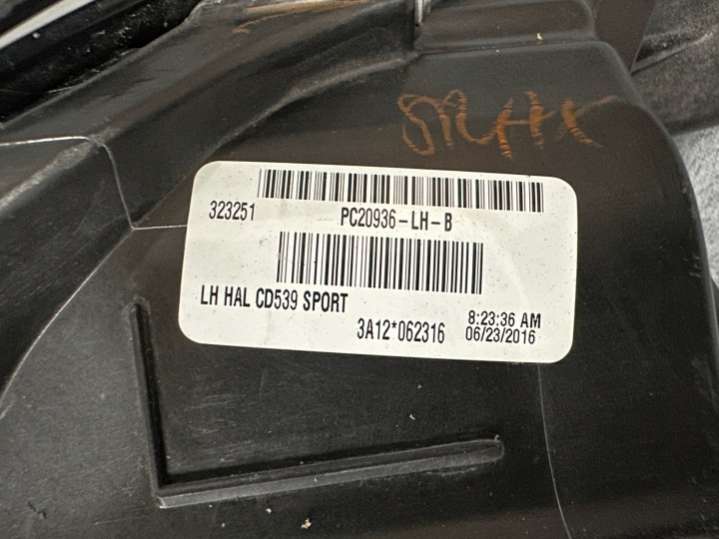 323251
PC20936-LH-B
LH HAL CD539 SPORT
3A12*062316
8:23:36 AM
06/23/2016